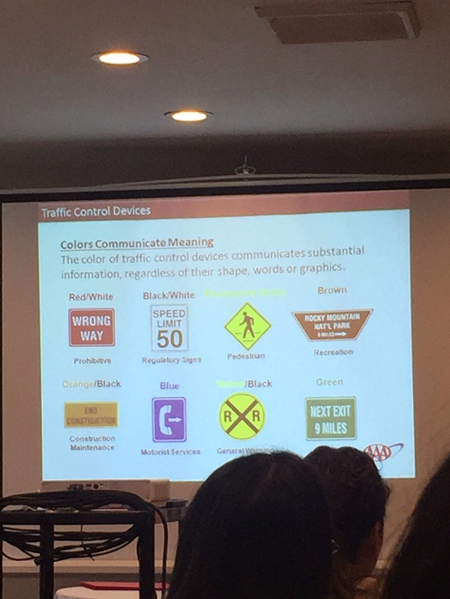 Traffic Control Devices
Colors Communicate Meaning
The color of traffic control devices communicates substantial
information, regardless of their shape, words or graphics.
Red/White
Black/White
Brown
WRONG
WAY
SPEED
LIMIT
50
ROCKY MOUNTAIN
NAT'L PARK
Prohibitive
Regulatory Signs
Pedestrian
Recreation
Orange/Black
Blue
Yellow/Black
Green
END
CONSTRUCTION
R R
NEXT EXIT
9 MILES
Construction
Maintenance
Motorist Services
General Warning
AAA